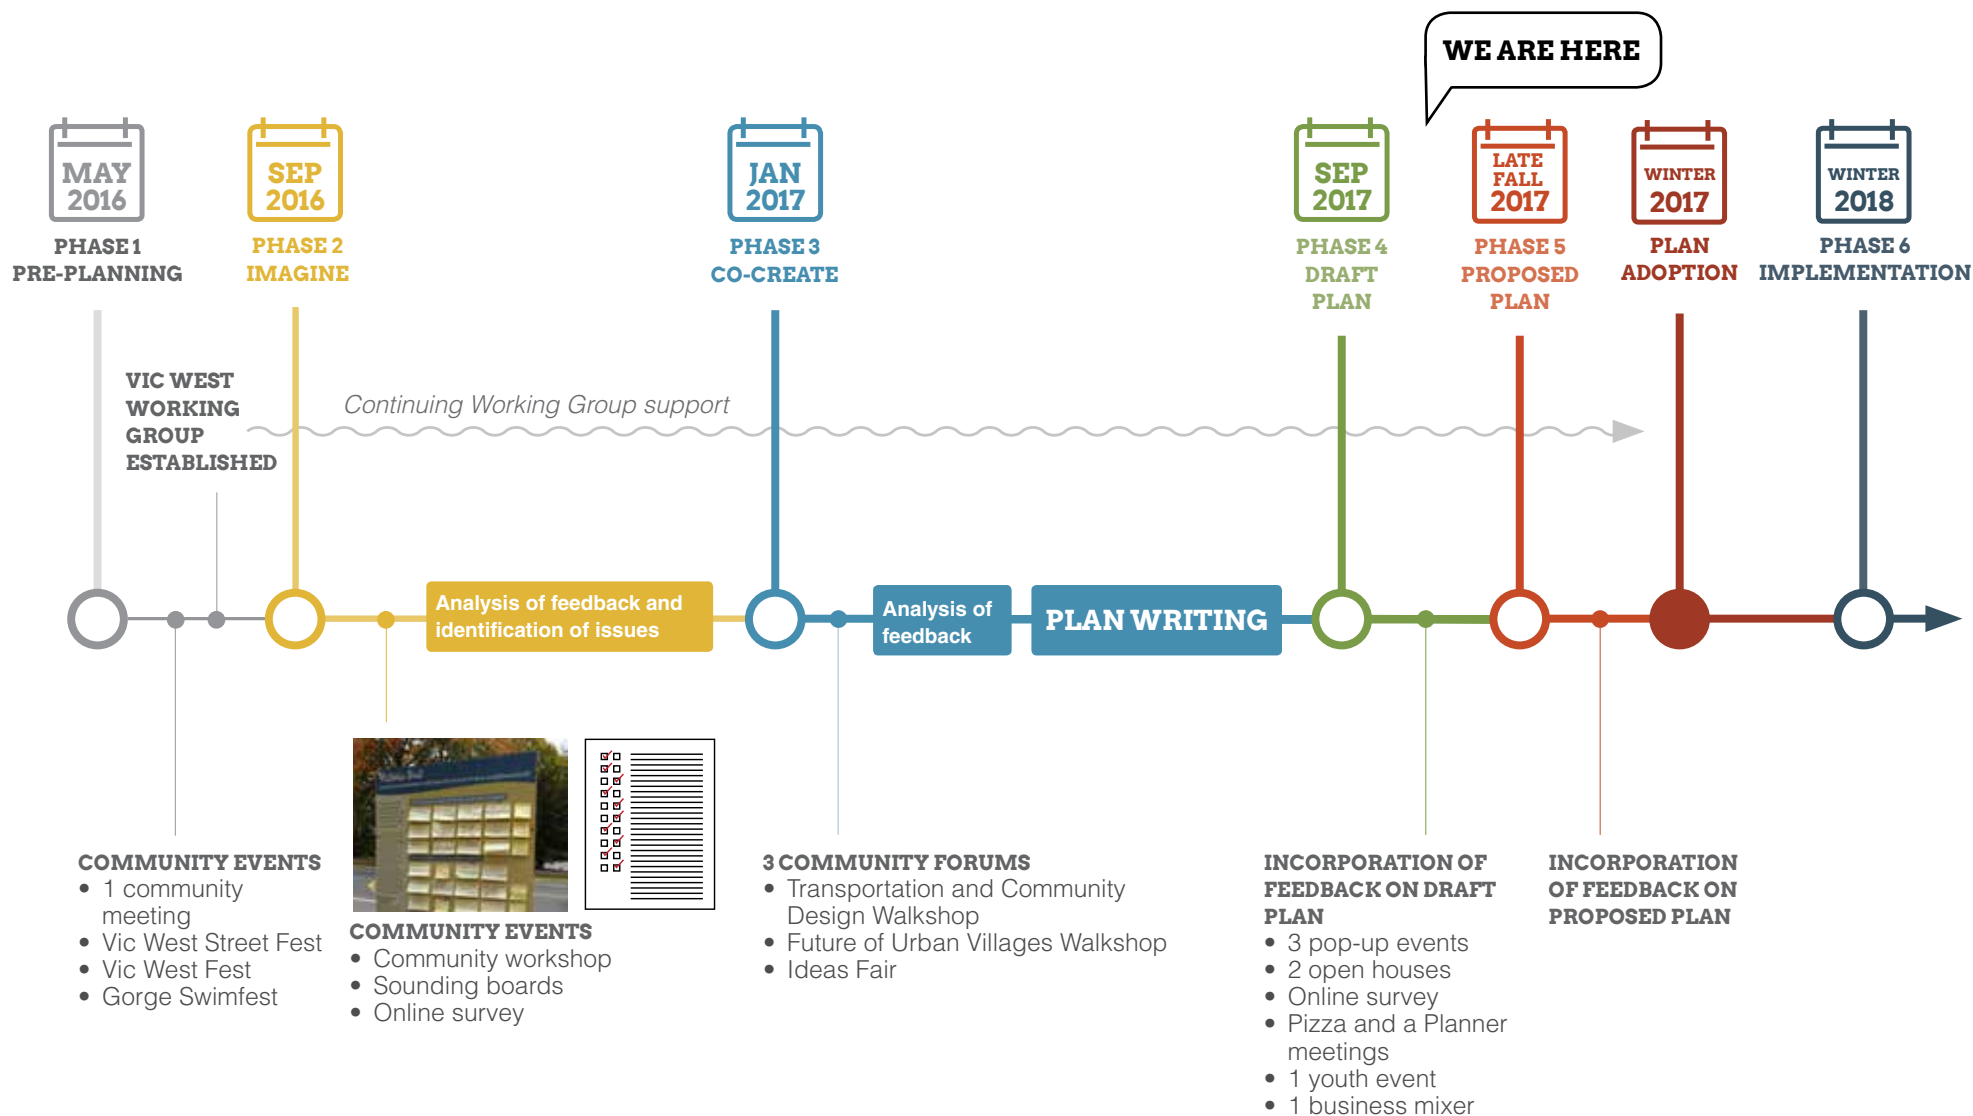 WE ARE HERE
MAY
2016
SEP
2016
JAN
2017
SEP
2017
LATE
FALL
2017
WINTER
2017
WINTER
2018
PHASE 1
PRE-PLANNING
PHASE 2
IMAGINE
PHASE 3
CO-CREATE
PHASE 4
DRAFT
PLAN
PHASE 5
PROPOSED
PLAN
PLAN
ADOPTION
PHASE 6
IMPLEMENTATION
VIC WEST
WORKING
GROUP
ESTABLISHED
Continuing Working Group support
Analysis of feedback and
identification of issues
Analysis of
feedback
PLAN WRITING
COMMUNITY EVENTS
• 1 community
meeting
• Vic West Street Fest
• Vic West Fest
• Gorge Swimfest
COMMUNITY EVENTS
• Community workshop
• Sounding boards
• Online survey
3 COMMUNITY FORUMS
• Transportation and Community
Design Walkshop
• Future of Urban Villages Walkshop
• Ideas Fair
INCORPORATION OF
FEEDBACK ON DRAFT
PLAN
• 3 pop-up events
• 2 open houses
• Online survey
• Pizza and a Planner
meetings
• 1 youth event
• 1 business mixer
INCORPORATION
OF FEEDBACK ON
PROPOSED PLAN